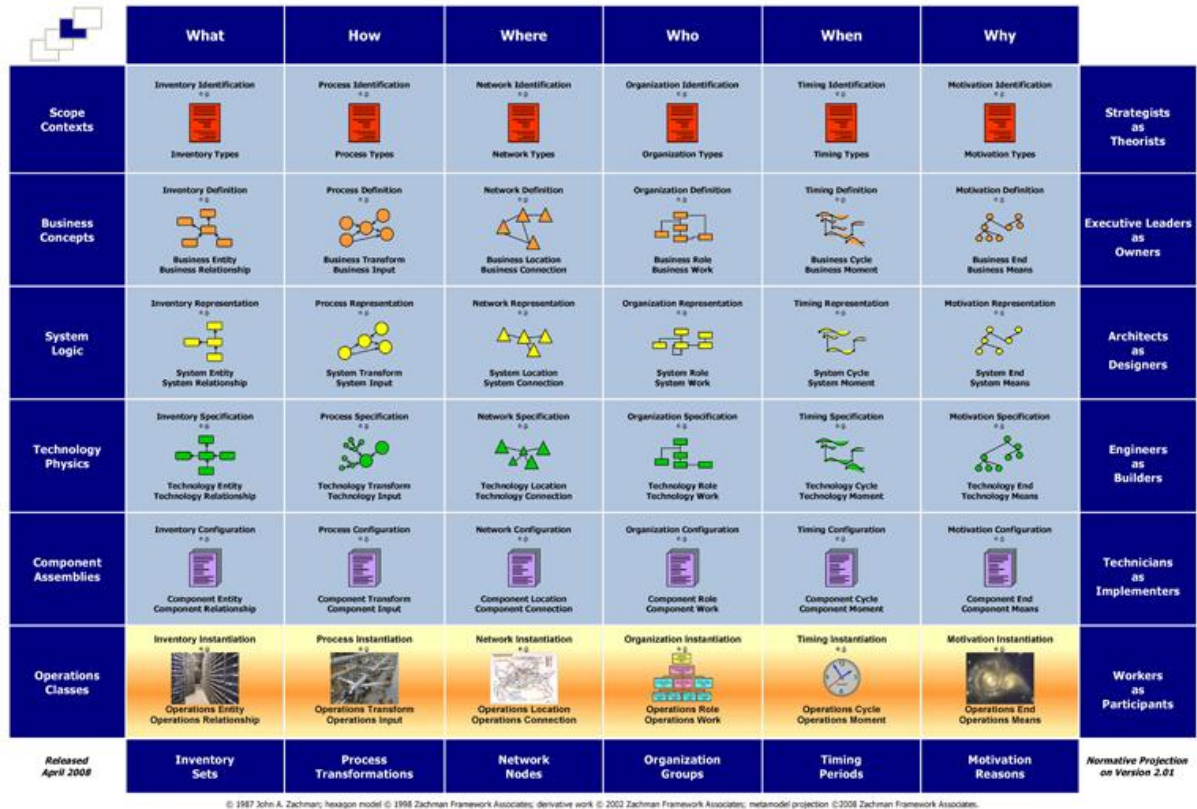 What
How
Where
Who
When
Why
Scope
Contexts
Inventory Identification
e.g.
Inventory Types
Process Identification
e.g.
Process Types
Network Identification
e.g.
Network Types
Organization Identification
e.g.
Organization Types
Timing Identification
e.g.
Timing Types
Motivation Identification
e.g.
Motivation Types
Strategists
as
Theorists
Business
Concepts
Inventory Definition
e.g.
Business Entity
Business Relationship
Process Definition
e.g.
Business Transform
Business Input
Network Definition
e.g.
Business Location
Business Connection
Organization Definition
e.g.
Business Role
Business Work
Timing Definition
e.g.
Business Cycle
Business Moment
Motivation Definition
e.g.
Business End
Business Means
Executive Leaders
as
Owners
System
Logic
Inventory Representation
e.g.
System Entity
System Relationship
Process Representation
e.g.
System Transform
System Input
Network Representation
e.g.
System Location
System Connection
Organization Representation
e.g.
System Role
System Work
Timing Representation
e.g.
System Cycle
System Moment
Motivation Representation
e.g.
System End
System Means
Architects
as
Designers
Technology
Physics
Inventory Specification
e.g.
Technology Entity
Technology Relationship
Process Specification
e.g.
Technology Transform
Technology Input
Network Specification
e.g.
Technology Location
Technology Connection
Organization Specification
e.g.
Technology Role
Technology Work
Timing Specification
e.g.
Technology Cycle
Technology Moment
Motivation Specification
e.g.
Technology End
Technology Means
Engineers
as
Builders
Component
Assemblies
Inventory Configuration
e.g.
Component Entity
Component Relationship
Process Configuration
e.g.
Component Transform
Component Input
Network Configuration
e.g.
Component Location
Component Connection
Organization Configuration
e.g.
Component Role
Component Work
Timing Configuration
e.g.
Component Cycle
Component Moment
Motivation Configuration
e.g.
Component End
Component Means
Technicians
as
Implementers
Operations
Classes
Inventory Instantiation
e.g.
Operations Entity
Operations Relationship
Process Instantiation
e.g.
Operations Transform
Operations Input
Network Instantiation
e.g.
Operations Location
Operations Connection
Organization Instantiation
e.g.
Operations Role
Operations Work
Timing Instantiation
e.g.
Operations Cycle
Operations Moment
Motivation Instantiation
e.g.
Operations End
Operations Means
Workers
as
Participants
Released
April 2008
Inventory
Sets
Process
Transformations
Network
Nodes
Organization
Groups
Timing
Periods
Motivation
Reasons
Normative Projection
on Version 2.01
© 1987 John A. Zachman; hexagon model © 1998 Zachman Framework Associates; derivative work © 2002 Zachman Framework Associates; metamodel projection ©2008 Zachman Framework Associates.